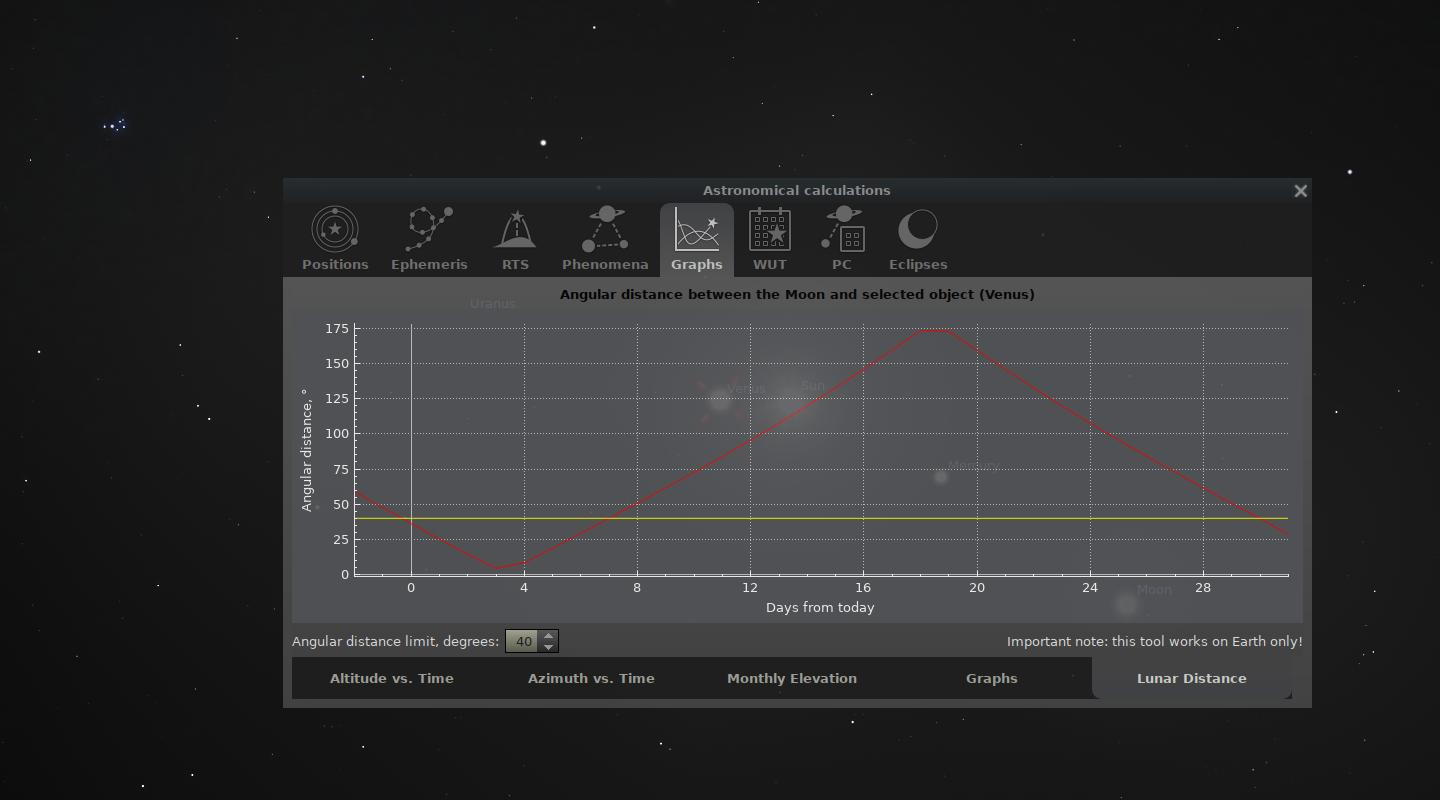 Astronomical calculations
Positions Ephemeris RTS Phenomena Graphs WUT PC Eclipses
Angular distance between the Moon and selected object (Venus)
Uranus
175
150
125
100
75
50
25
0
Angular distance, °
Venus
Sun
Mercury
Moon
0 4 8 12 16 20 24 28
Days from today
Angular distance limit, degrees: 40
Important note: this tool works on Earth only!
Altitude vs. Time Azimuth vs. Time Monthly Elevation Graphs Lunar Distance